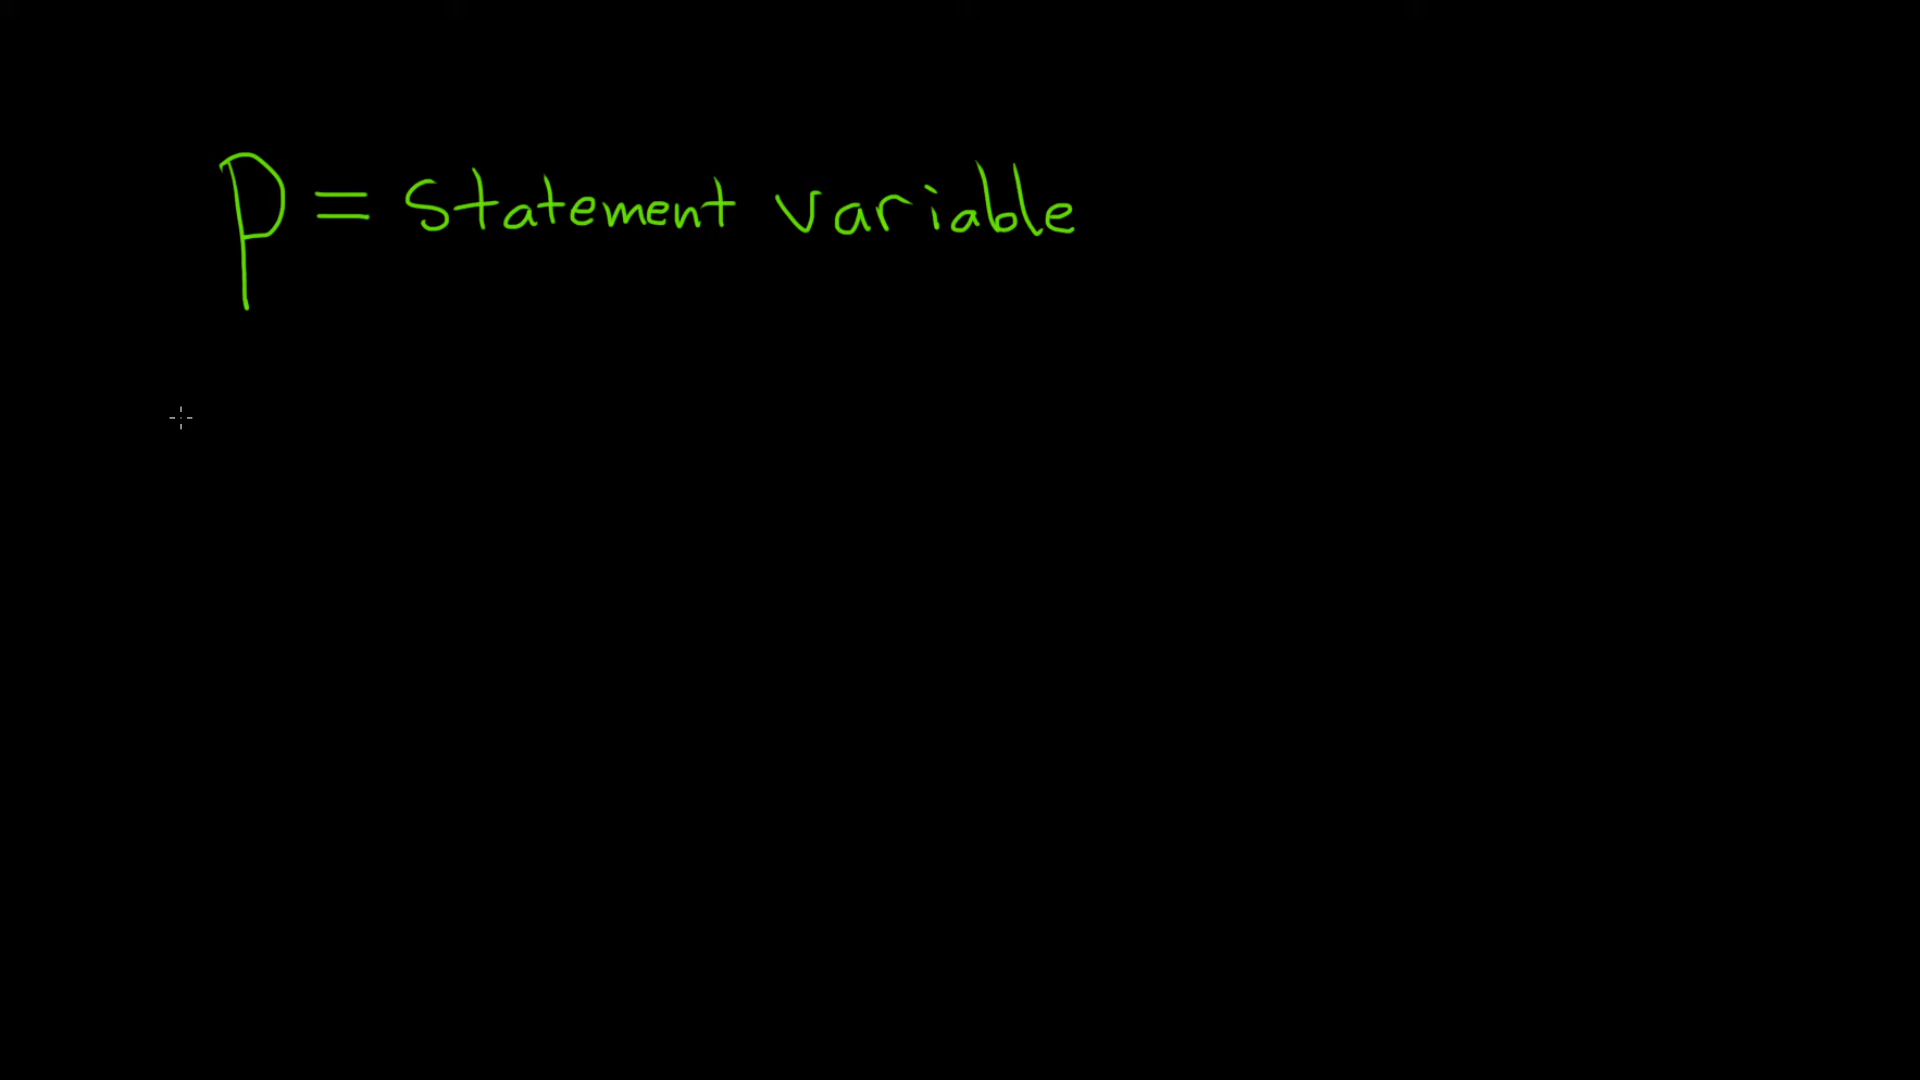 P = Statement variable